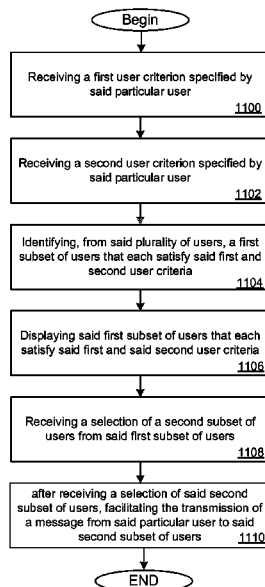 Begin
Receiving a first user criterion specified by
said particular user
1100
Receiving a second user criterion specified by
said particular user
1102
Identifying, from said plurality of users, a first
subset of users that each satisfy said first and
second user criteria
1104
Displaying said first subset of users that each
satisfy said first and said second user criteria
1106
Receiving a selection of a second subset of
users from said first subset of users
1108
after receiving a selection of said second
subset of users, facilitating the transmission of
a message from said particular user to said
second subset of users
1110
END